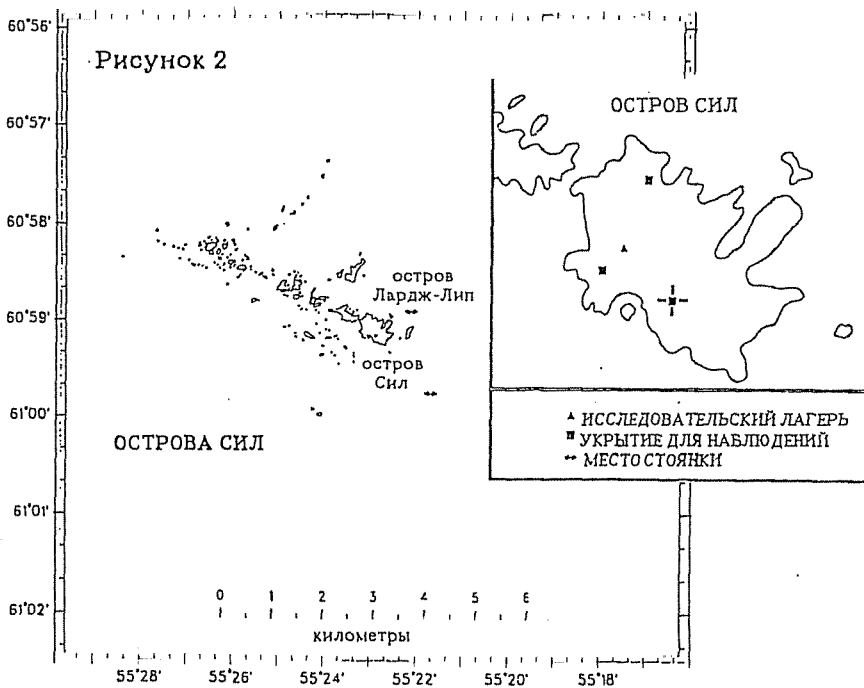 60°56'
Рисунок 2
ОСТРОВ СИЛ
60°57'
60°58'
остров
Лардж-Лип
60°59'
остров
Сил
61°00'
ОСТРОВА СИЛ
ИССЛЕДОВАТЕЛЬСКИЙ ЛАГЕРЬ
УКРЫТИЕ ДЛЯ НАБЛЮДЕНИЙ
МЕСТО СТОЯНКИ
61°01'
0 1 2 3 4 5 6
61°02'
километры
55°28' 55°26' 55°24' 55°22' 55°20' 55°18'